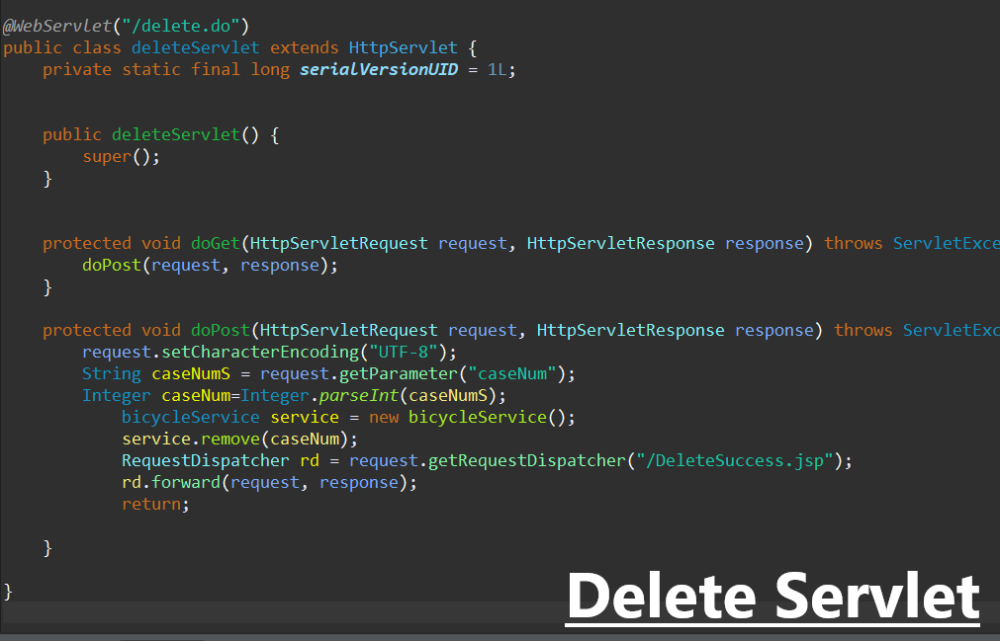 @WebServlet("/delete.do")
public class deleteServlet extends HttpServlet {
private static final long serialVersionUID = 1L;
public deleteServlet() {
super();
}
protected void doGet(HttpServletRequest request, HttpServletResponse response) throws ServletExce
doPost(request, response);
}
protected void doPost(HttpServletRequest request, HttpServletResponse response) throws ServletExc
request.setCharacterEncoding("UTF-8");
String caseNumS = request.getParameter("caseNum");
Integer caseNum=Integer.parseInt(caseNumS);
bicycleService service = new bicycleService();
service.remove(caseNum);
RequestDispatcher rd = request.getRequestDispatcher("/DeleteSuccess.jsp");
rd.forward(request, response);
return;
}
}
Delete Servlet